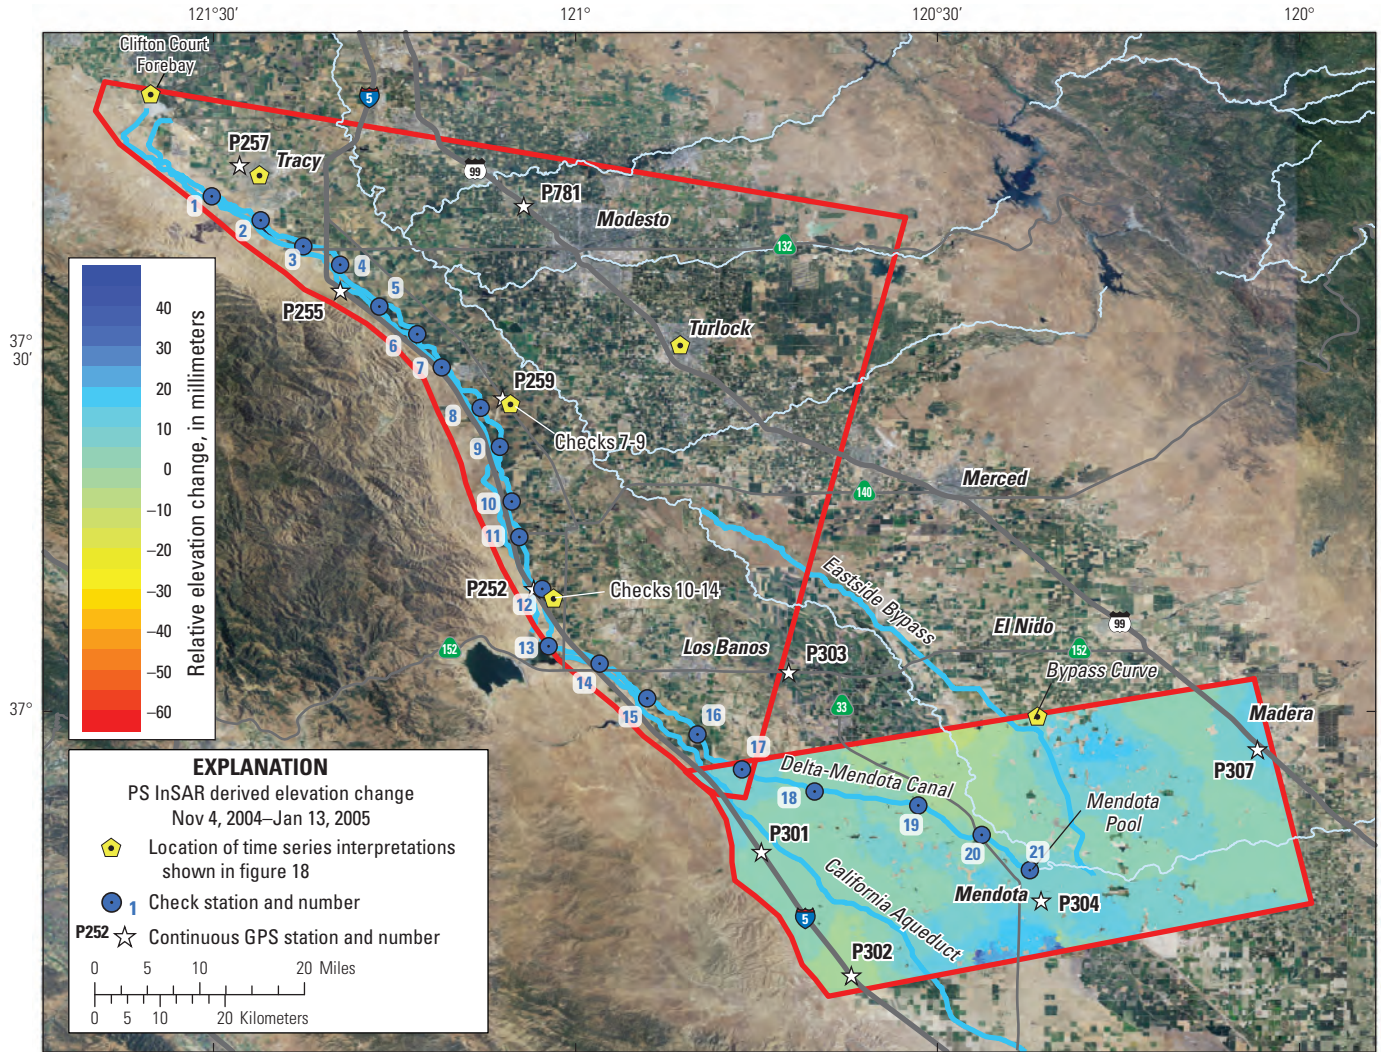 121°30'
121°
120°30'
120°
Clifton Court
Forebay
5
P257
Tracy
99
P781
Modesto
132
1
2
3
4
5
P255
6
7
37°
30'
Turlock
P259
8
Checks 7-9
9
10
11
Merced
140
P252
Checks 10-14
12
Eastside Bypass
El Nido
99
152
13
152
Los Banos
P303
Bypass Curve
14
33
15
16
37°
Madera
17
P307
Delta-Mendota Canal
18
19
Mendota
Pool
20
21
P301
California Aqueduct
Mendota
P304
5
P302
40
30
20
10
0
–10
–20
–30
–40
–50
–60
Relative elevation change, in millimeters
EXPLANATION
PS InSAR derived elevation change
Nov 4, 2004–Jan 13, 2005
Location of time series interpretations
shown in figure 18
1 Check station and number
P252 Continuous GPS station and number
0 5 10 20 Miles
0 5 10 20 Kilometers